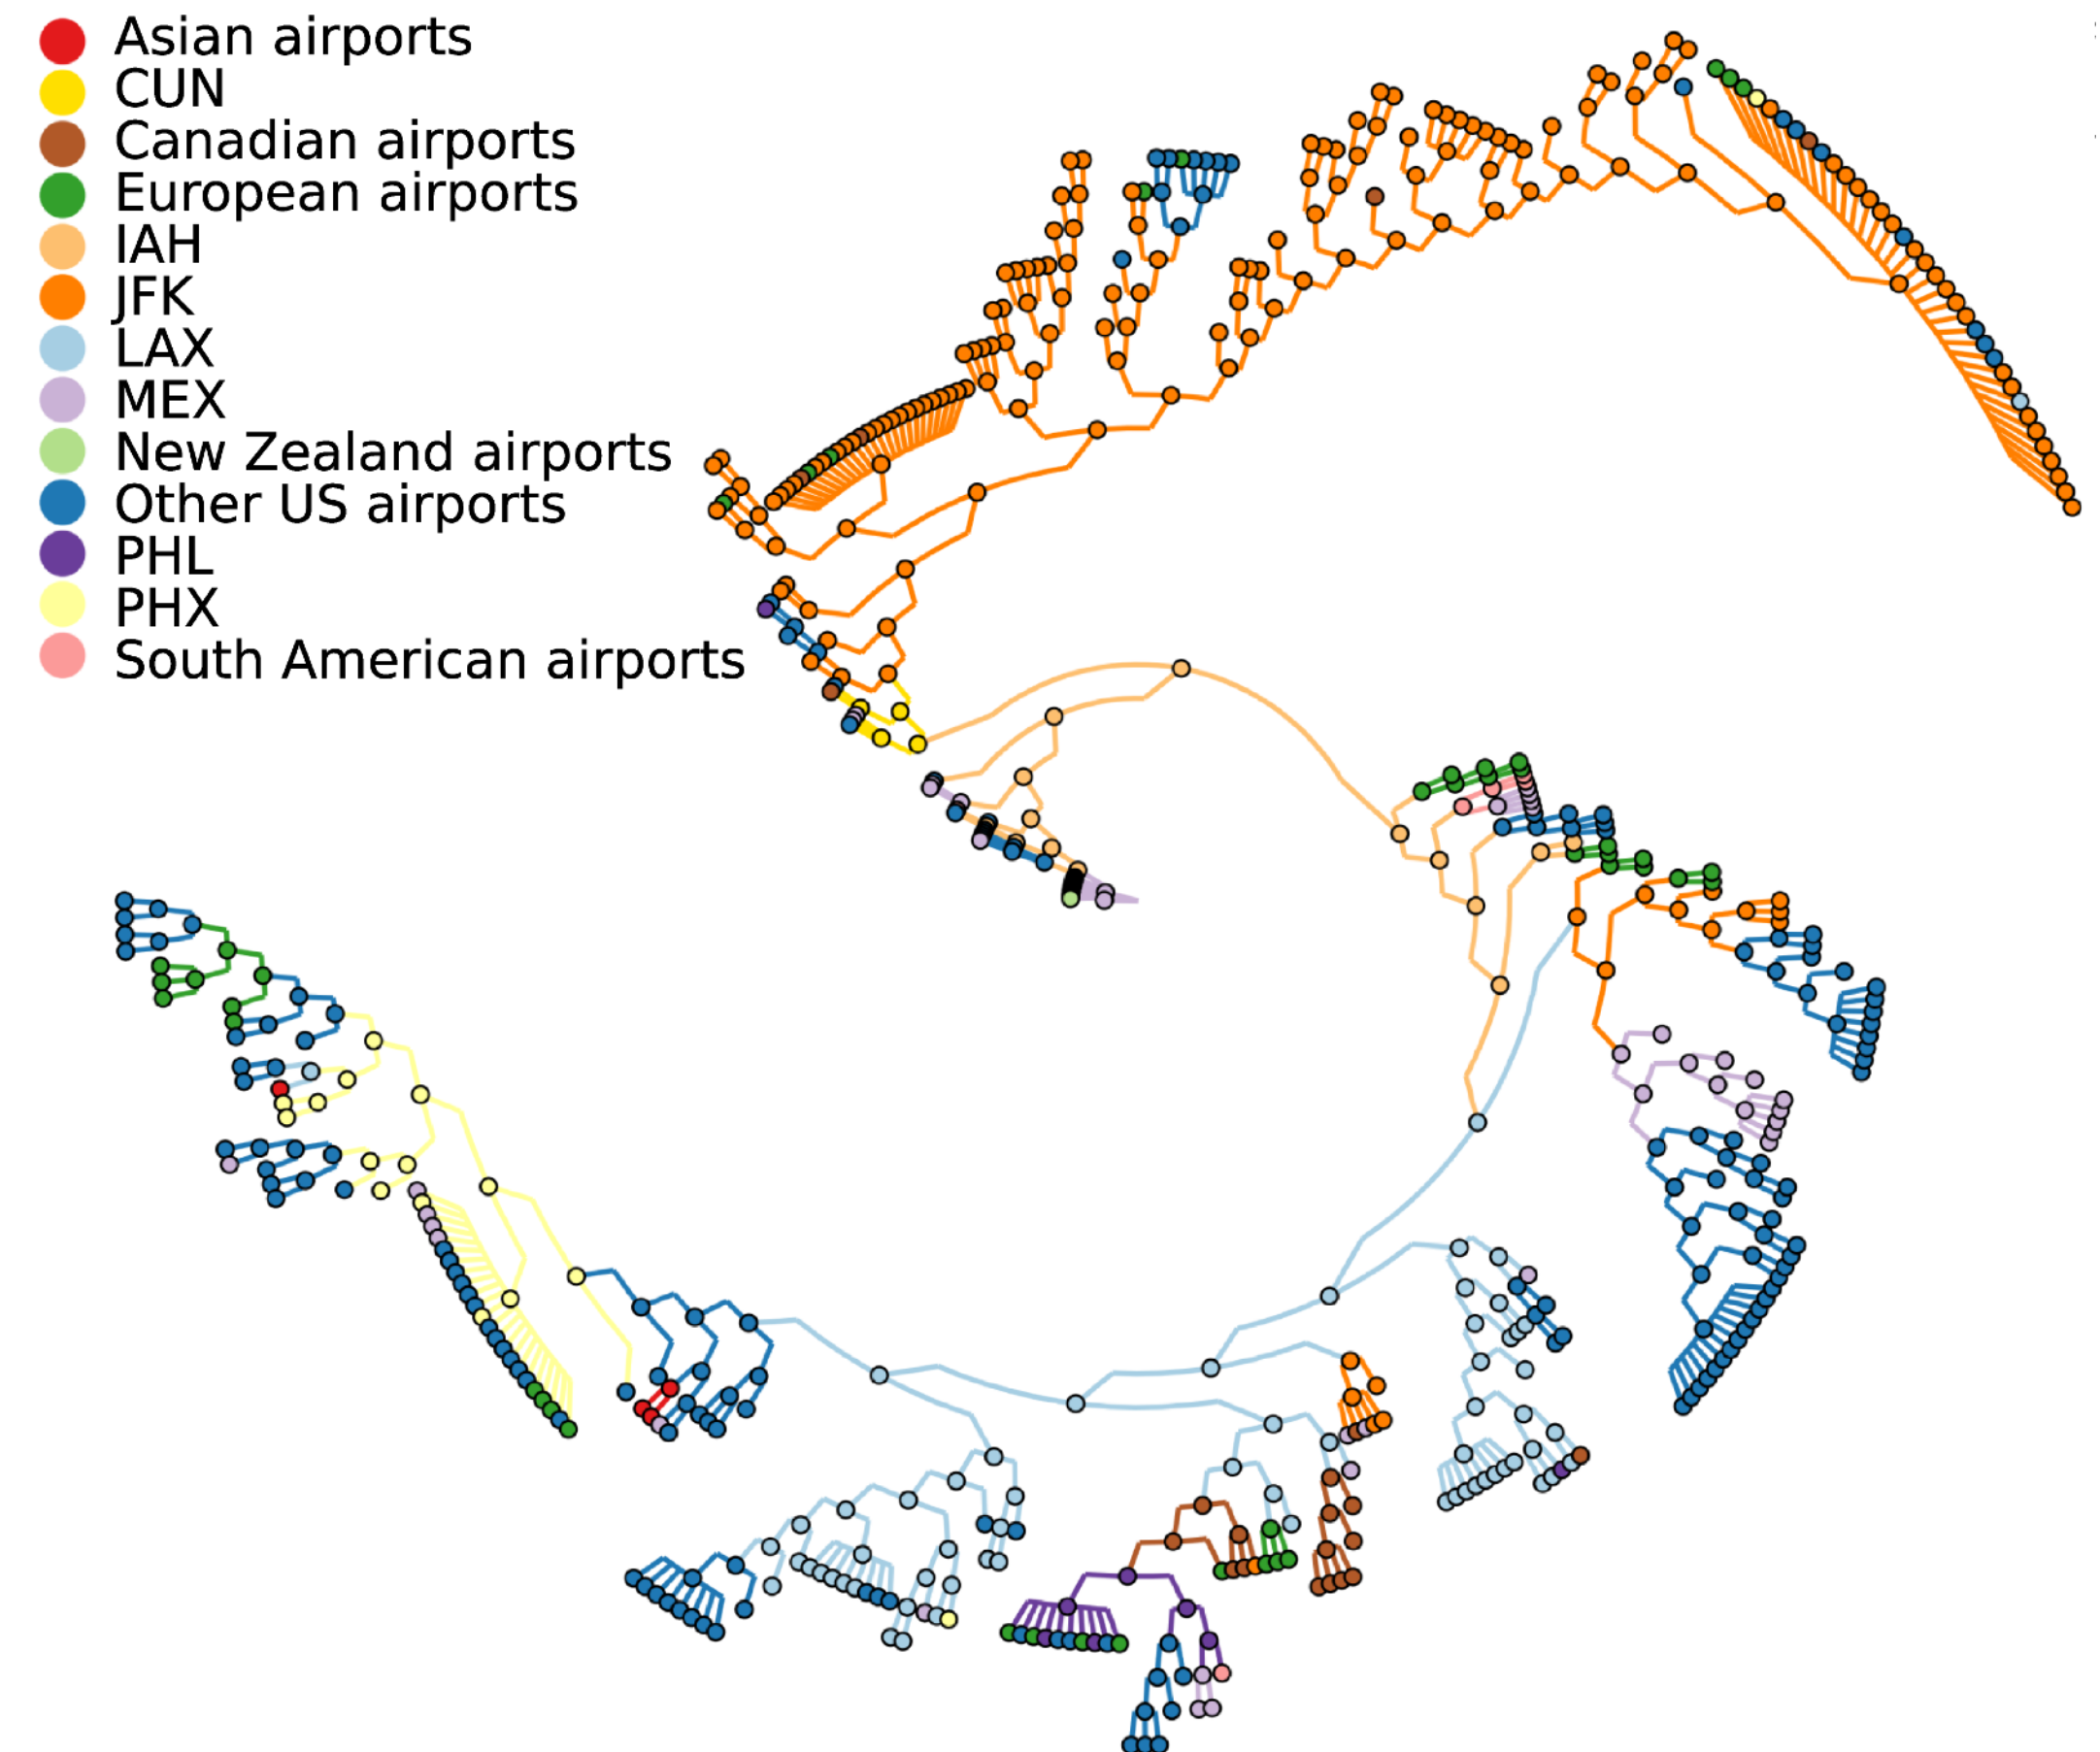 Asian airports
CUN
Canadian airports
European airports
IAH
JFK
LAX
MEX
New Zealand airports
Other US airports
PHL
PHX
South American airports